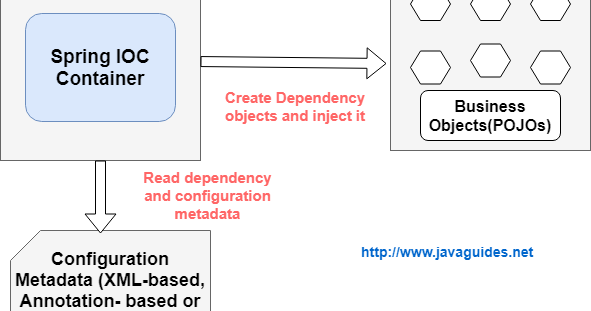 Spring IOC
Container
Create Dependency
objects and inject it
Business
Objects(POJOs)
Read dependency
and configuration
metadata
Configuration
Metadata (XML-based,
Annotation- based or
http://www.javaguides.net